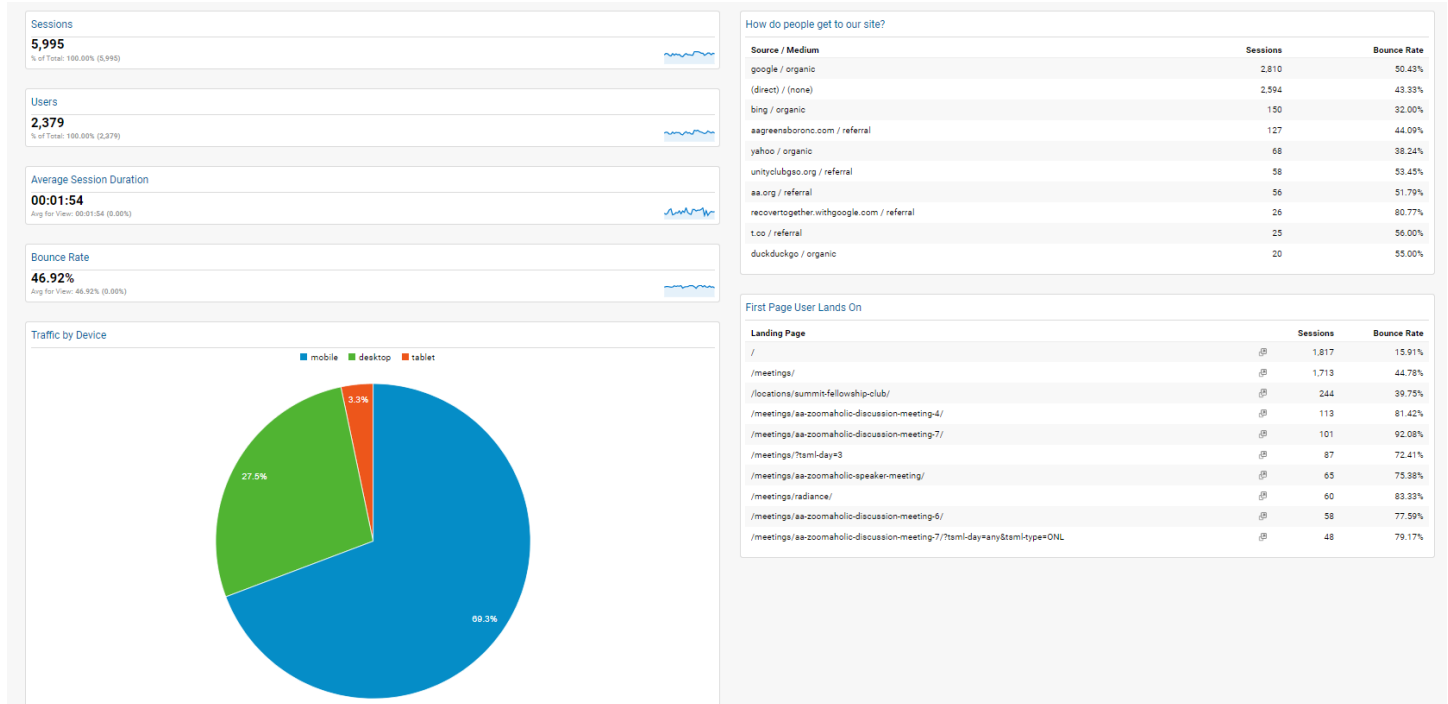 Sessions
5,995
% of Total: 100.00% (5,995)
Users
2,379
% of Total: 100.00% (2,379)
Average Session Duration
00:01:54
Avg for View: 00:01:54 (0.00%)
Bounce Rate
46.92%
Avg for View: 46.92% (0.00%)
Traffic by Device
mobile desktop tablet
3.3%
27.5%
69.3%
How do people get to our site?
Source / Medium Sessions Bounce Rate
google / organic 2,810 50.43%
(direct) / (none) 2,594 43.33%
bing / organic 150 32.00%
aagreensboronc.com / referral 127 44.09%
yahoo / organic 68 38.24%
unityclubgso.org / referral 58 53.45%
aa.org / referral 56 51.79%
recovertogether.withgoogle.com / referral 26 80.77%
t.co / referral 25 56.00%
duckduckgo / organic 20 55.00%
First Page User Lands On
Landing Page Sessions Bounce Rate
/ 1,817 15.91%
/meetings/ 1,713 44.78%
/locations/summit-fellowship-club/ 244 39.75%
/meetings/aa-zoomaholic-discussion-meeting-4/ 113 81.42%
/meetings/aa-zoomaholic-discussion-meeting-7/ 101 92.08%
/meetings/?tsml-day=3 87 72.41%
/meetings/aa-zoomaholic-speaker-meeting/ 65 75.38%
/meetings/radiance/ 60 83.33%
/meetings/aa-zoomaholic-discussion-meeting-6/ 58 77.59%
/meetings/aa-zoomaholic-discussion-meeting-7/?tsml-day=any&tsml-type=ONL 48 79.17%